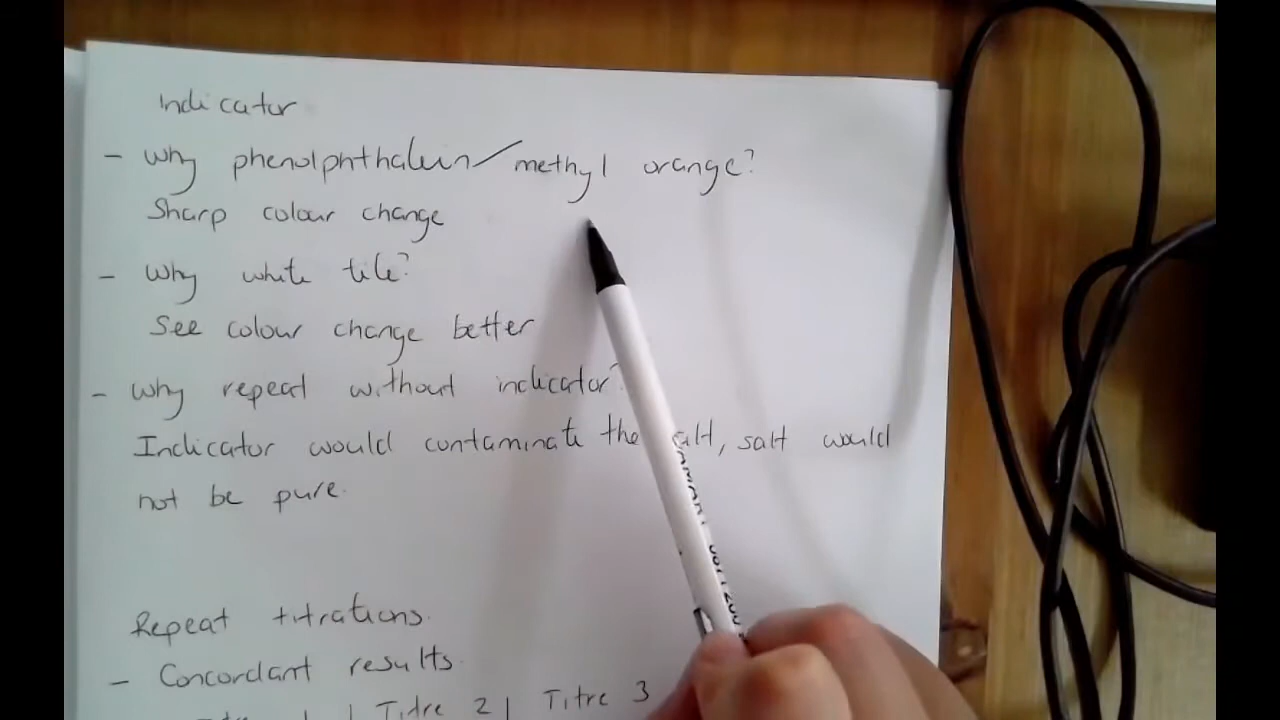 Indicator
- why phenolphthalein/methyl orange?
Sharp colour change
- why white tile?
See colour change better
- why repeat without indicator?
Indicator would contaminate the salt, salt would
not be pure.
Repeat titrations.
- Concordant results.
1 | Titre 2 | Titre 3